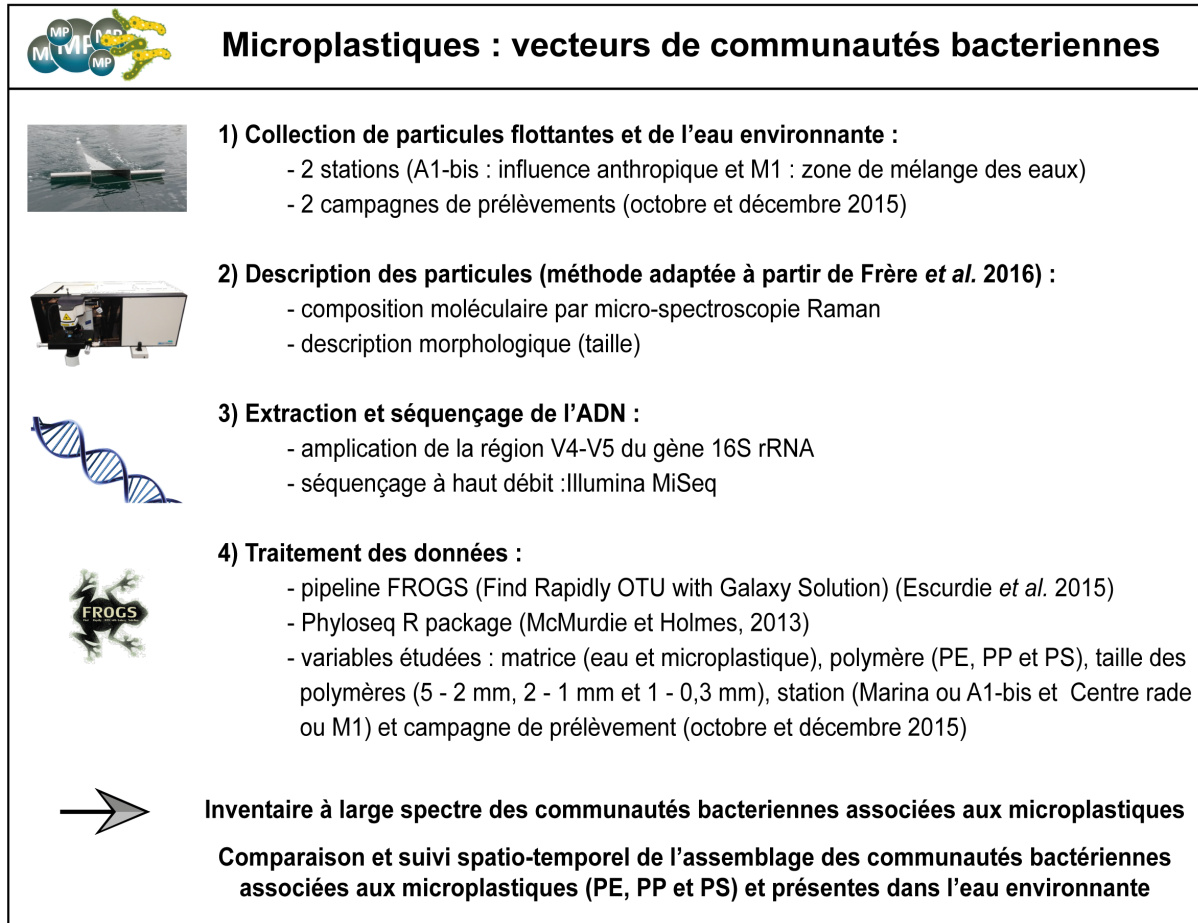 MP MP MP M MP
Microplastiques : vecteurs de communautés bacteriennes
1) Collection de particules flottantes et de l'eau environnante :
- 2 stations (A1-bis : influence anthropique et M1 : zone de mélange des eaux)
- 2 campagnes de prélèvements (octobre et décembre 2015)
2) Description des particules (méthode adaptée à partir de Frère et al. 2016) :
- composition moléculaire par micro-spectroscopie Raman
- description morphologique (taille)
3) Extraction et séquençage de l'ADN :
- amplication de la région V4-V5 du gène 16S rRNA
- séquençage à haut débit :Illumina MiSeq
4) Traitement des données :
- pipeline FROGS (Find Rapidly OTU with Galaxy Solution) (Escurdie et al. 2015)
FROGS
- Phyloseq R package (McMurdie et Holmes, 2013)
- variables étudiées : matrice (eau et microplastique), polymère (PE, PP et PS), taille des
polymères (5 - 2 mm, 2 - 1 mm et 1 - 0,3 mm), station (Marina ou A1-bis et Centre rade
ou M1) et campagne de prélèvement (octobre et décembre 2015)
Inventaire à large spectre des communautés bacteriennes associées aux microplastiques
Comparaison et suivi spatio-temporel de l'assemblage des communautés bactériennes
associées aux microplastiques (PE, PP et PS) et présentes dans l'eau environnante